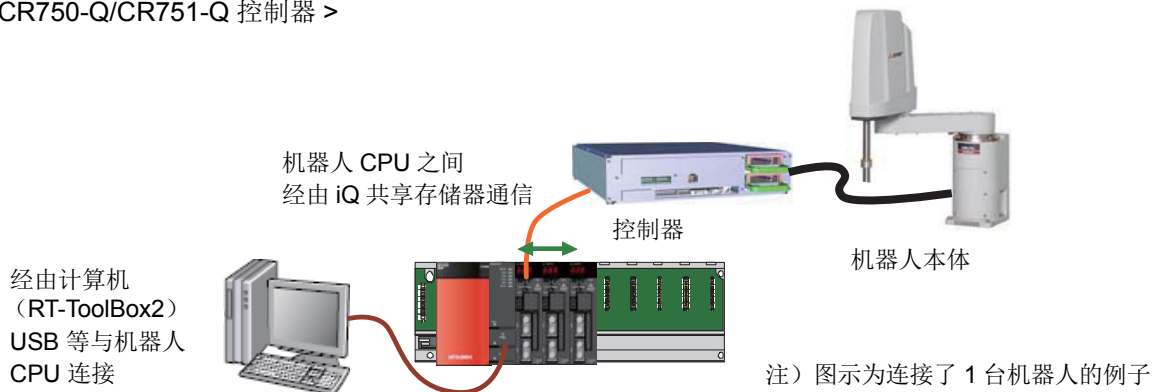 CR750-Q/CR751-Q 控制器 >
机器人 CPU 之间
经由 iQ 共享存储器通信
控制器
机器人本体
经由计算机
（RT-ToolBox2）
USB 等与机器人
CPU 连接
注）图示为连接了 1 台机器人的例子